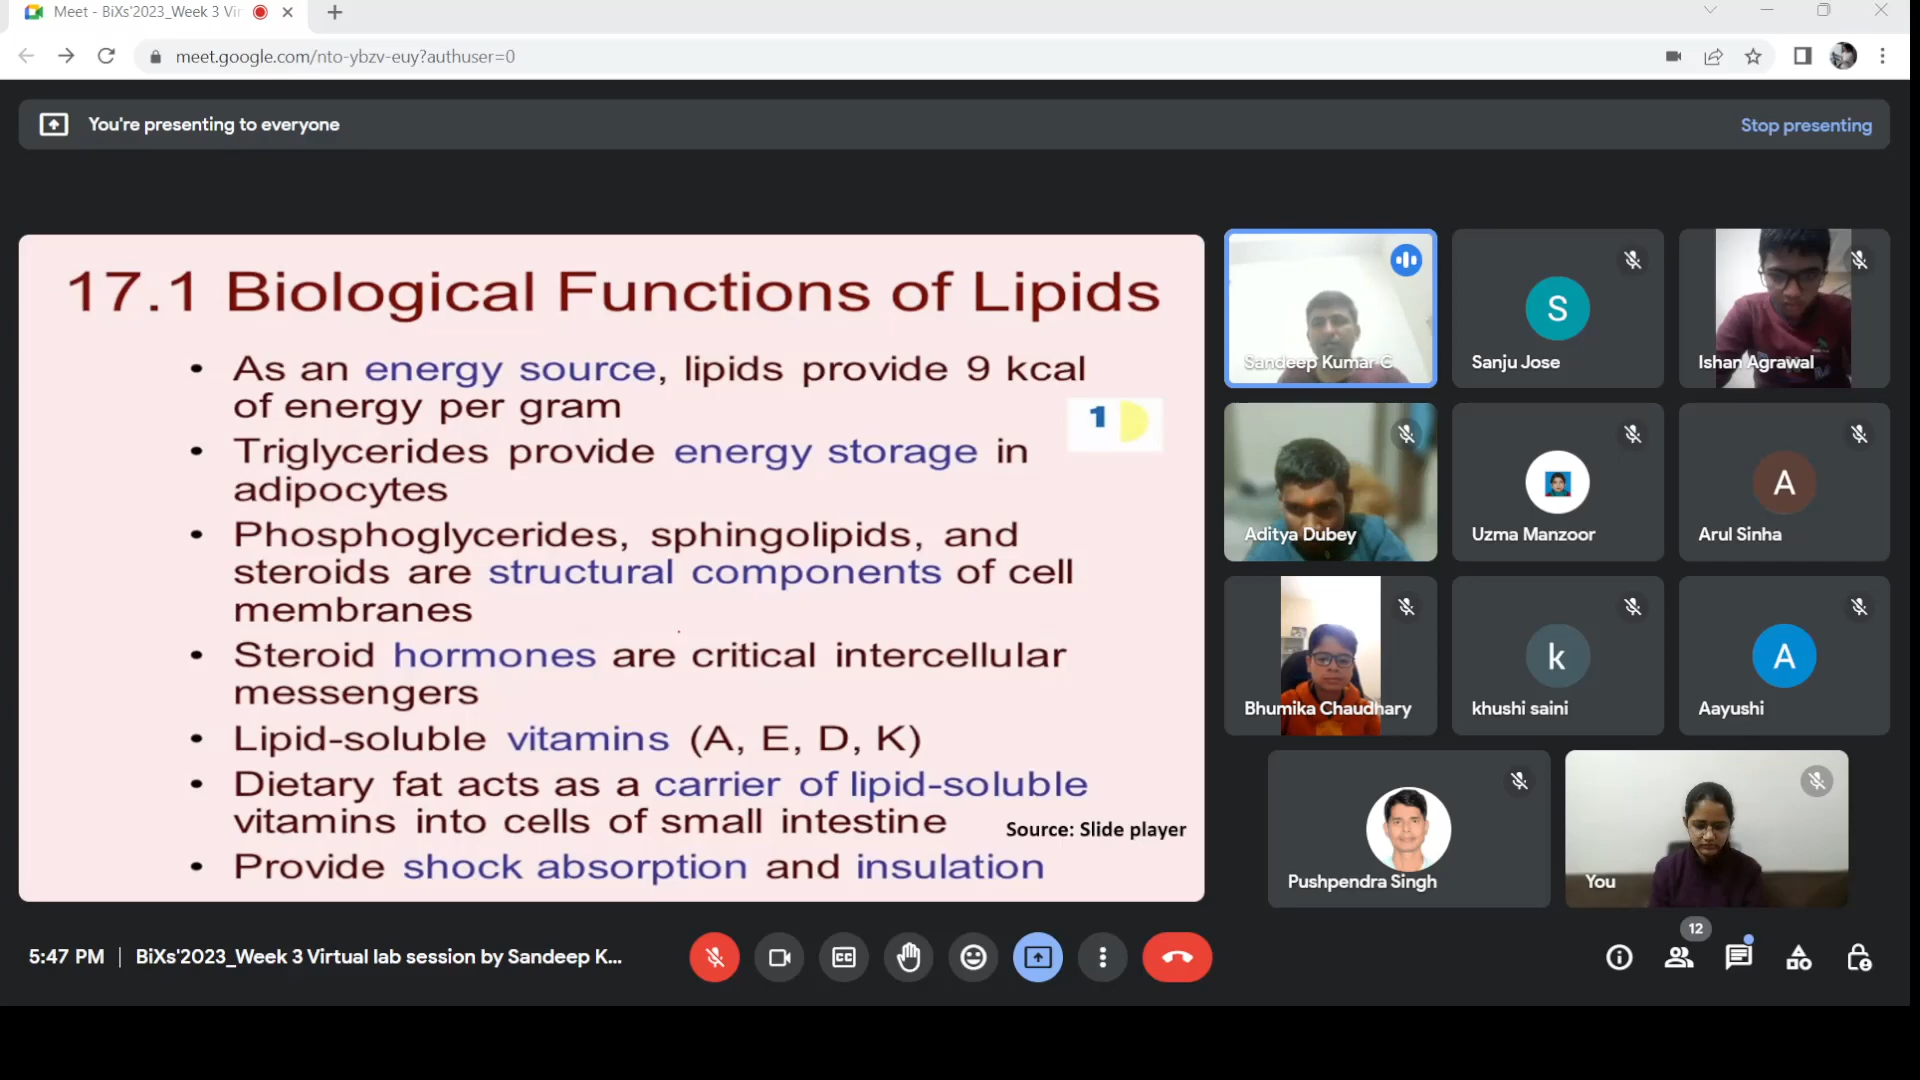 Meet - BiXs'2023_Week 3 Vir
meet.google.com/nto-ybzv-euy?authuser=0
You're presenting to everyone
Stop presenting
17.1 Biological Functions of Lipids
• As an energy source, lipids provide 9 kcal
of energy per gram
1
• Triglycerides provide energy storage in
adipocytes
• Phosphoglycerides, sphingolipids, and
steroids are structural components of cell
membranes
• Steroid hormones are critical intercellular
messengers
• Lipid-soluble vitamins (A, E, D, K)
• Dietary fat acts as a carrier of lipid-soluble
vitamins into cells of small intestine
Source: Slide player
• Provide shock absorption and insulation
Sandeep Kumar C
S
Sanju Jose
Ishan Agrawal
Aditya Dubey
Uzma Manzoor
A
Arul Sinha
Bhumika Chaudhary
k
khushi saini
A
Aayushi
Pushpendra Singh
You
5:47 PM | BiXs'2023_Week 3 Virtual lab session by Sandeep K...
CC
12